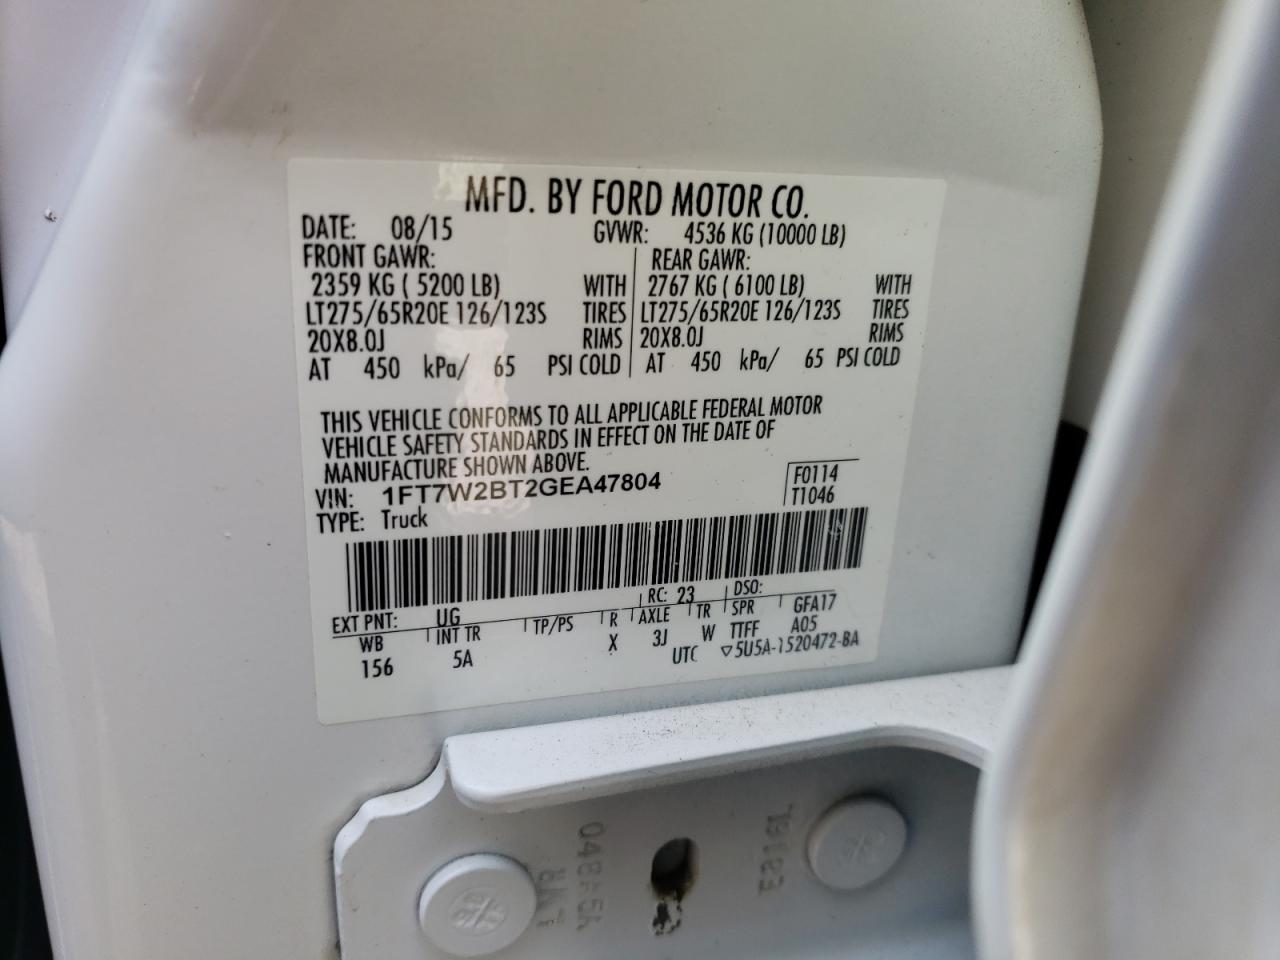 MFD. BY FORD MOTOR CO.
DATE: 08/15 GVWR: 4536 KG (10000 LB)
FRONT GAWR: REAR GAWR:
2359 KG ( 5200 LB) WITH 2767 KG ( 6100 LB) WITH
LT275/65R20E 126/123S TIRES LT275/65R20E 126/123S TIRES
20X8.0J RIMS 20X8.0J RIMS
AT 450 kPa/ 65 PSI COLD AT 450 kPa/ 65 PSI COLD
THIS VEHICLE CONFORMS TO ALL APPLICABLE FEDERAL MOTOR
VEHICLE SAFETY STANDARDS IN EFFECT ON THE DATE OF
MANUFACTURE SHOWN ABOVE.
VIN: 1FT7W2BT2GEA47804 F0114
TYPE: Truck T1046
EXT PNT: UG RC: 23 DSO:
WB INT TR TP/PS R AXLE TR SPR GFA17
156 5A X 3J W TTFF A05
UTC ▽5U5A-1520472-BA